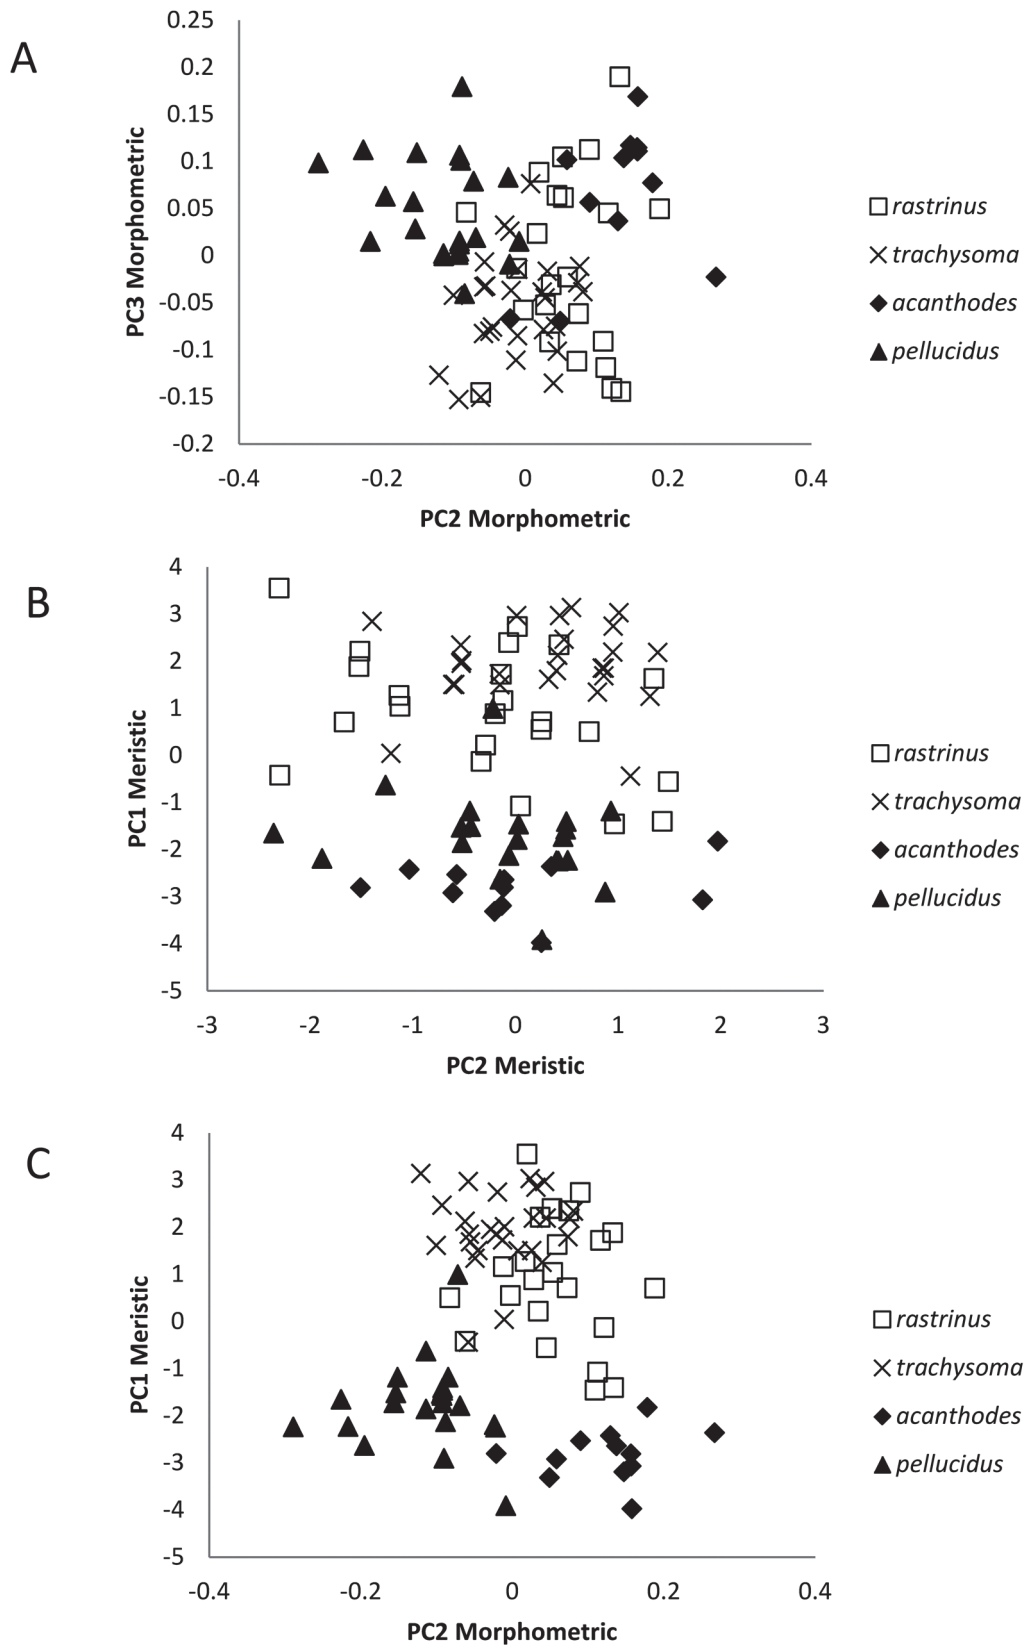 A
0.25
0.2
0.15
0.1
0.05
0
-0.05
-0.1
-0.15
-0.2
PC3 Morphometric
-0.4 -0.2 0 0.2 0.4
PC2 Morphometric
rastrinus
trachysoma
acanthodes
pellucidus
B
4
3
2
1
0
-1
-2
-3
-4
-5
PC1 Meristic
-3 -2 -1 0 1 2 3
PC2 Meristic
rastrinus
trachysoma
acanthodes
pellucidus
C
4
3
2
1
0
-1
-2
-3
-4
-5
PC1 Meristic
-0.4 -0.2 0 0.2 0.4
PC2 Morphometric
rastrinus
trachysoma
acanthodes
pellucidus